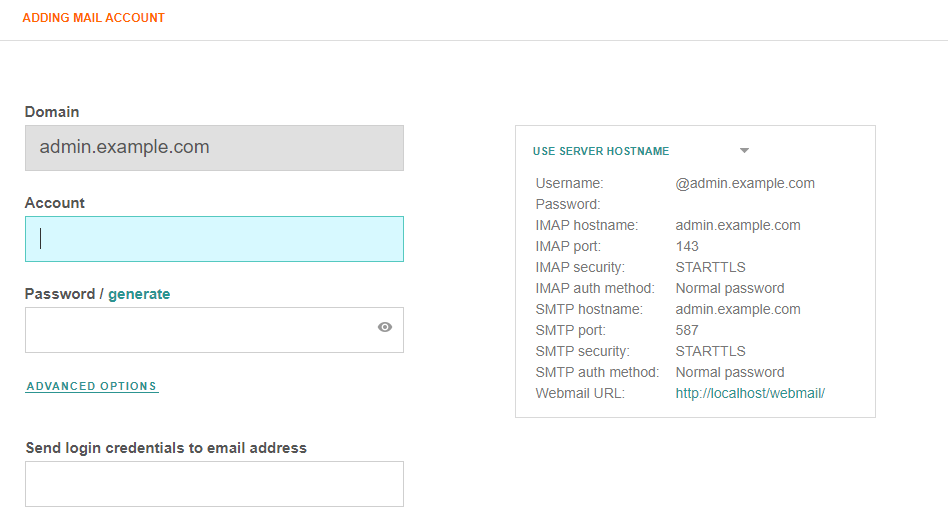 ADDING MAIL ACCOUNT
Domain
admin.example.com
Account
Password / generate
ADVANCED OPTIONS
Send login credentials to email address
USE SERVER HOSTNAME
Username: @admin.example.com
Password:
IMAP hostname: admin.example.com
IMAP port: 143
IMAP security: STARTTLS
IMAP auth method: Normal password
SMTP hostname: admin.example.com
SMTP port: 587
SMTP security: STARTTLS
SMTP auth method: Normal password
Webmail URL: http://localhost/webmail/